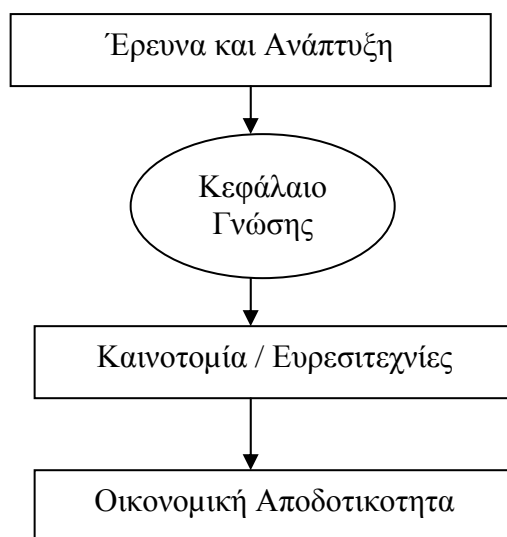 Έρευνα και Ανάπτυξη
Κεφάλαιο
Γνώσης
Καινοτομία / Ευρεσιτεχνίες
Οικονομική Αποδοτικοτητα